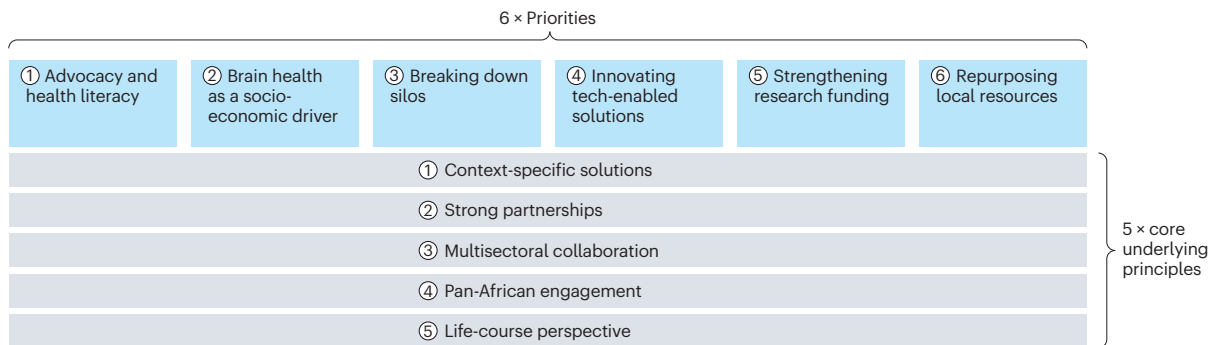 6 × Priorities
① Advocacy and
health literacy
② Brain health
as a socio-
economic driver
③ Breaking down
silos
④ Innovating
tech-enabled
solutions
⑤ Strengthening
research funding
⑥ Repurposing
local resources
① Context-specific solutions
② Strong partnerships
③ Multisectoral collaboration
④ Pan-African engagement
⑤ Life-course perspective
5 × core
underlying
principles